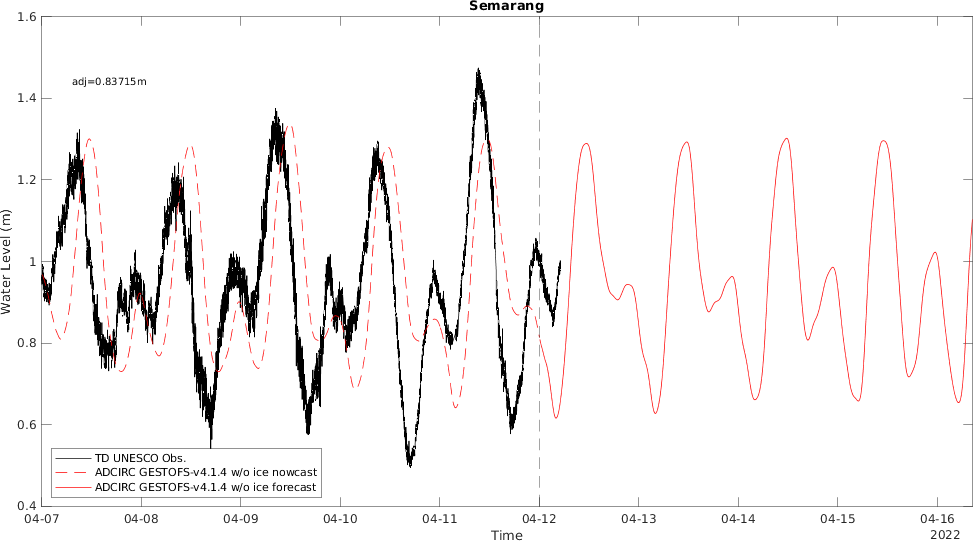 Semarang
1.6
adj=0.83715m
1.4
1.2
1
0.8
0.6
0.4
Water Level (m)
TD UNESCO Obs.
ADCIRC GESTOFS-v4.1.4 w/o ice nowcast
ADCIRC GESTOFS-v4.1.4 w/o ice forecast
04-07 04-08 04-09 04-10 04-11 04-12 04-13 04-14 04-15 04-16
Time
2022